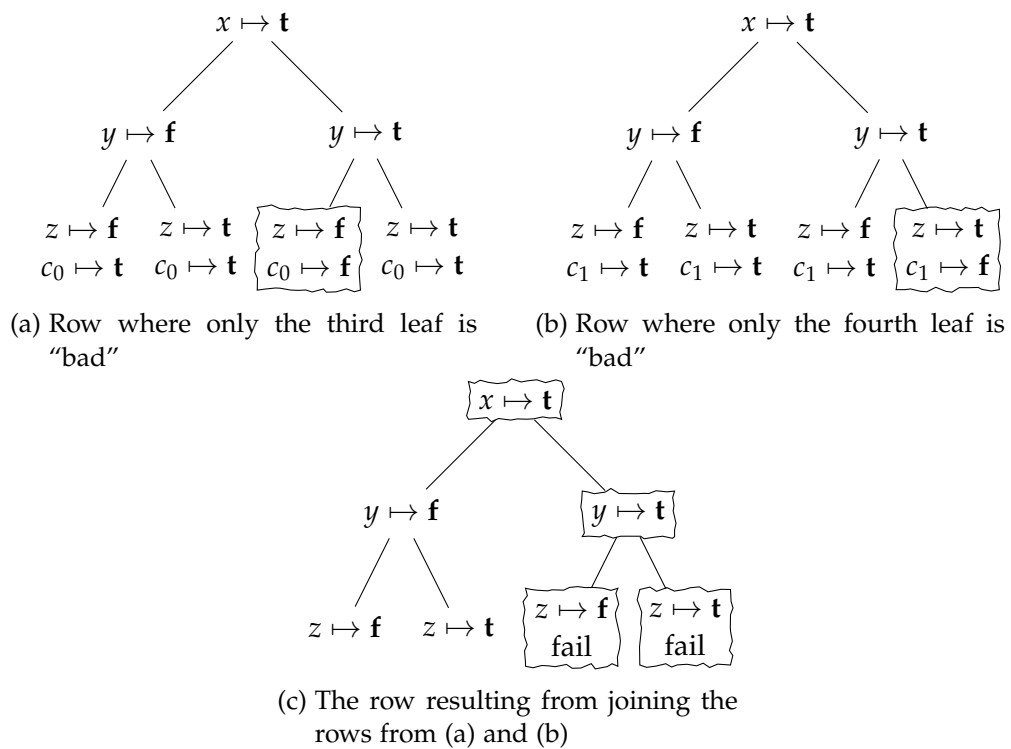 x ↦ t x ↦ t
y ↦ f y ↦ t y ↦ f y ↦ t
z ↦ f z ↦ t z ↦ f z ↦ t z ↦ f z ↦ t z ↦ f z ↦ t
c₀ ↦ t c₀ ↦ t c₀ ↦ f c₀ ↦ t c₁ ↦ t c₁ ↦ t c₁ ↦ t c₁ ↦ f
(a) Row where only the third leaf is
“bad”
(b) Row where only the fourth leaf is
“bad”
x ↦ t
y ↦ f y ↦ t
z ↦ f z ↦ t z ↦ f z ↦ t
fail fail
(c) The row resulting from joining the
rows from (a) and (b)